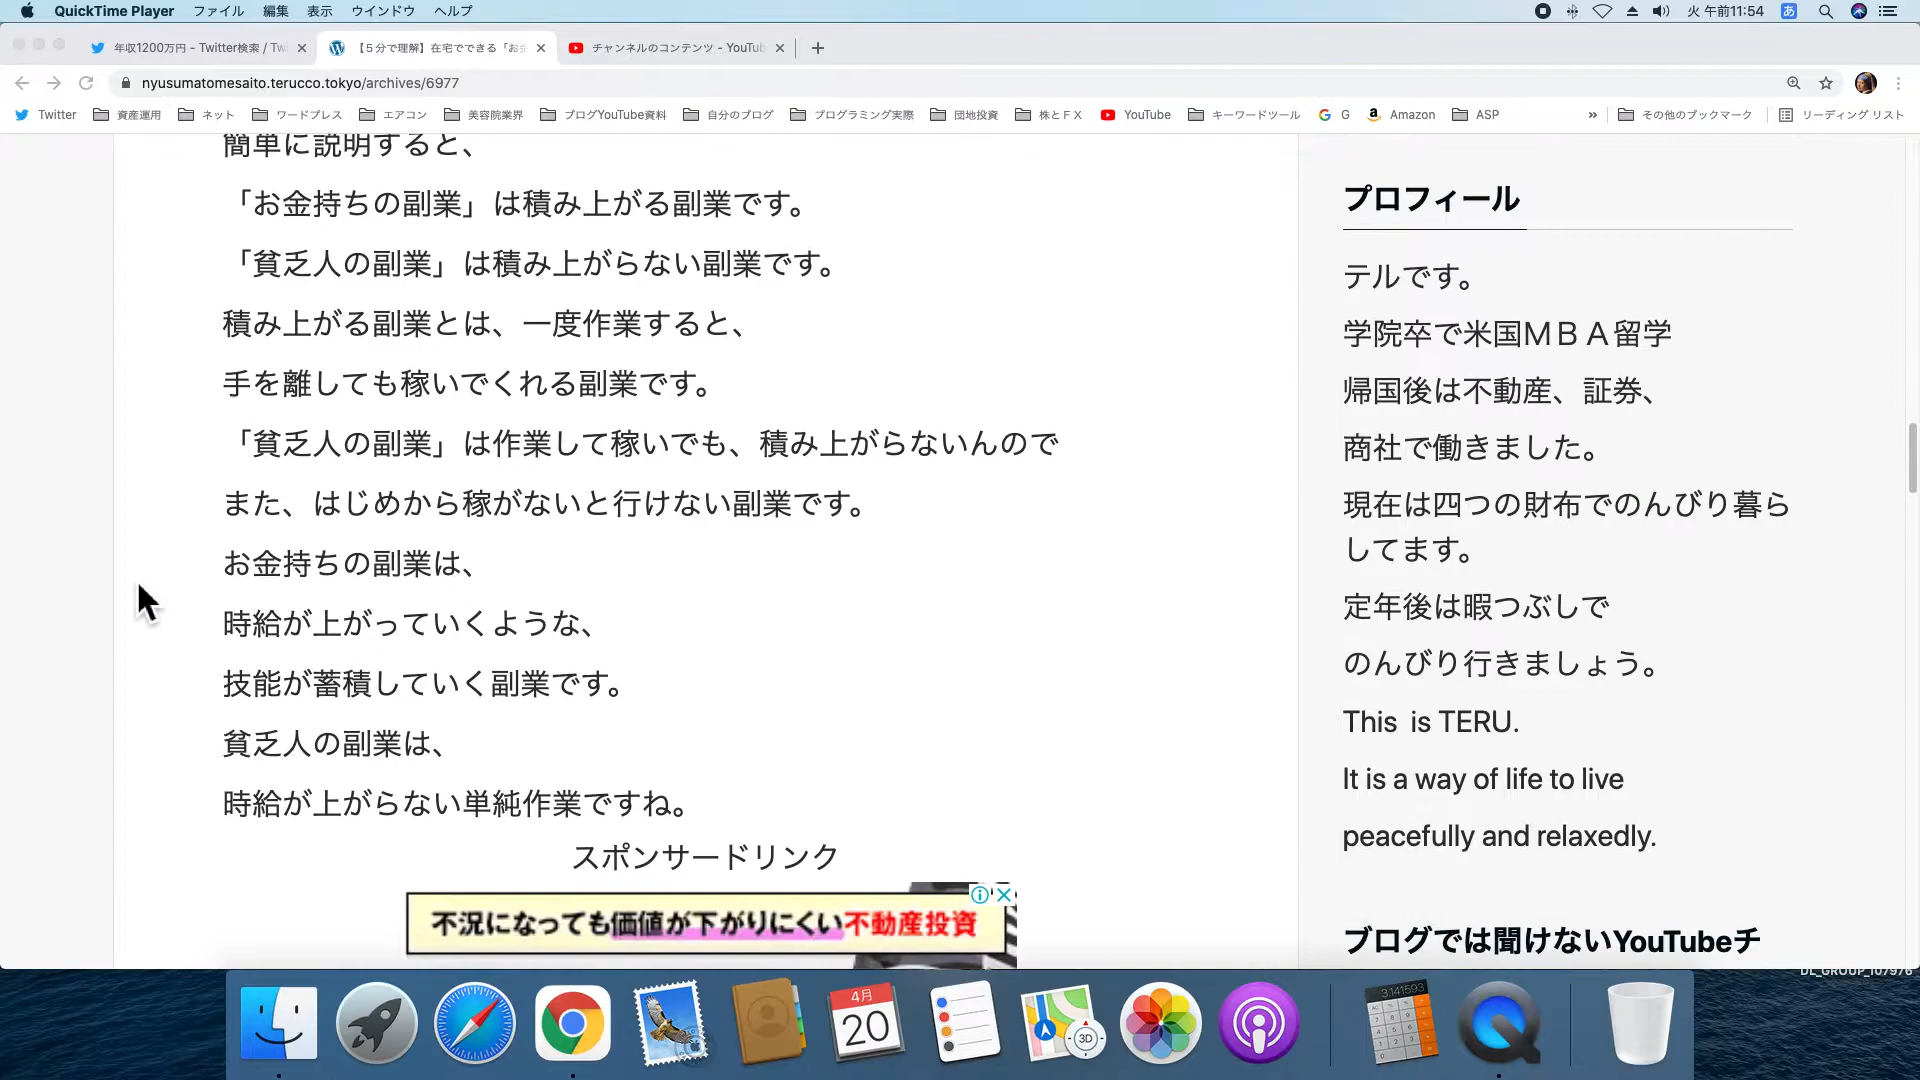 QuickTime Player ファイル 編集 表示 ウインドウ ヘルプ
火 午前11:54 あ
年収1200万円 - Twitter検索 / Tw
【５分で理解】在宅でできる「お金
チャンネルのコンテンツ - YouTub
nyusumatomesaito.terucco.tokyo/archives/6977
Twitter 資産運用 ネット ワードプレス エアコン 美容院業界 ブログYouTube資料 自分のブログ プログラミング実際 団地投資 株とＦＸ YouTube キーワードツール G Amazon ASP » その他のブックマーク リーディング リスト
簡単に説明すると、
「お金持ちの副業」は積み上がる副業です。
「貧乏人の副業」は積み上がらない副業です。
積み上がる副業とは、一度作業すると、
手を離しても稼いでくれる副業です。
「貧乏人の副業」は作業して稼いでも、積み上がらないんので
また、はじめから稼がないと行けない副業です。
お金持ちの副業は、
時給が上がっていくような、
技能が蓄積していく副業です。
貧乏人の副業は、
時給が上がらない単純作業ですね。
スポンサードリンク
不況になっても価値が下がりにくい不動産投資
プロフィール
テルです。
学院卒で米国ＭＢＡ留学
帰国後は不動産、証券、
商社で働きました。
現在は四つの財布でのんびり暮ら
してます。
定年後は暇つぶしで
のんびり行きましょう。
This is TERU.
It is a way of life to live
peacefully and relaxedly.
ブログでは聞けないYouTubeチ
DL_GROUP_107976
4月
20
3D
3.141593